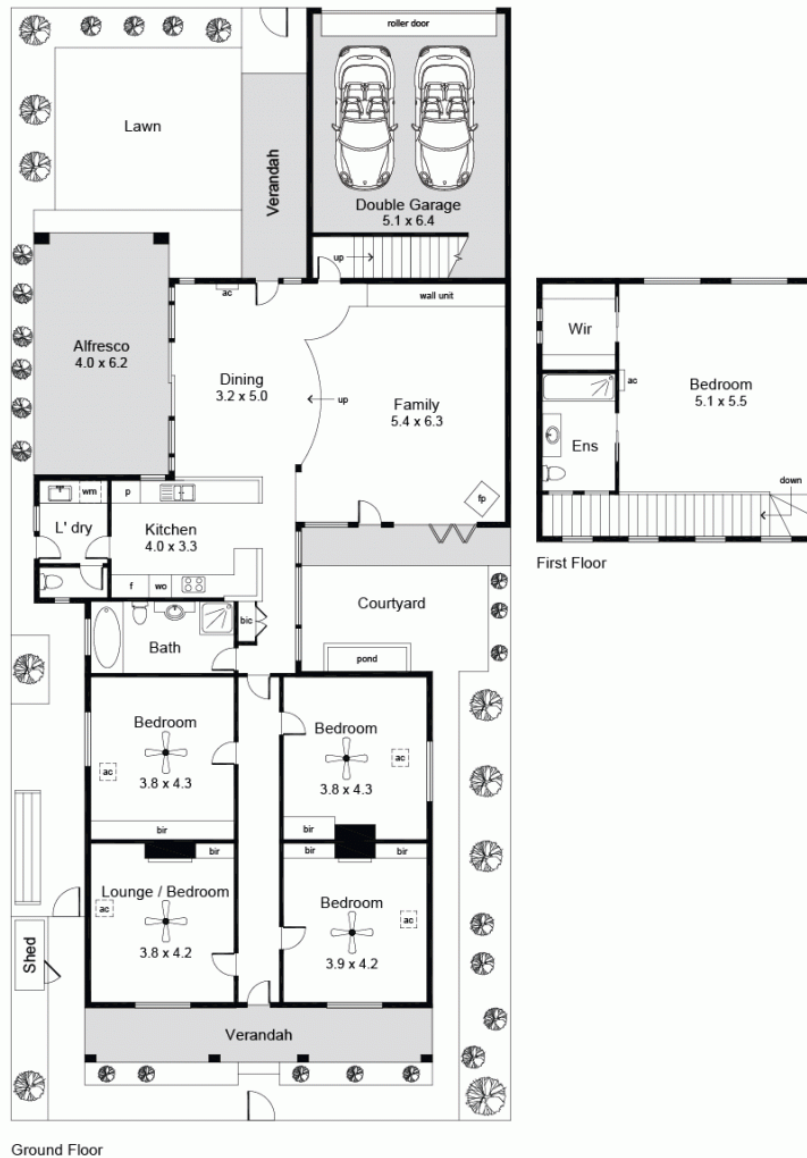 roller door
Lawn
Verandah
Double Garage
5.1 x 6.4
up
ac
wall unit
Alfresco
4.0 x 6.2
Dining
3.2 x 5.0
up
Family
5.4 x 6.3
fp
wm
p
L' dry
Kitchen
4.0 x 3.3
f
wo
bic
Bath
Courtyard
pond
Bedroom
ac
3.8 x 4.3
bir
Bedroom
ac
3.8 x 4.3
bir
bir
Lounge / Bedroom
ac
3.8 x 4.2
bir
bir
Bedroom
ac
3.9 x 4.2
Shed
Verandah
Ground Floor
Wir
ac
Bedroom
5.1 x 5.5
Ens
down
First Floor